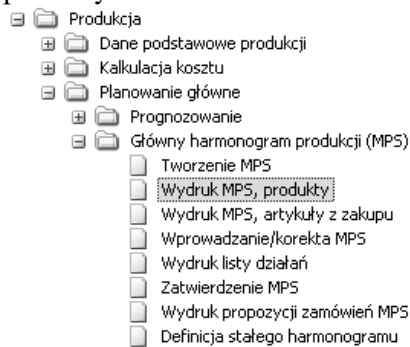 Produkcja
Dane podstawowe produkcji
Kalkulacja kosztu
Planowanie główne
Prognozowanie
Główny harmonogram produkcji (MPS)
Tworzenie MPS
Wydruk MPS, produkty
Wydruk MPS, artykuły z zakupu
Wprowadzanie/korekta MPS
Wydruk listy działań
Zatwierdzenie MPS
Wydruk propozycji zamówień MPS
Definicja stałego harmonogramu